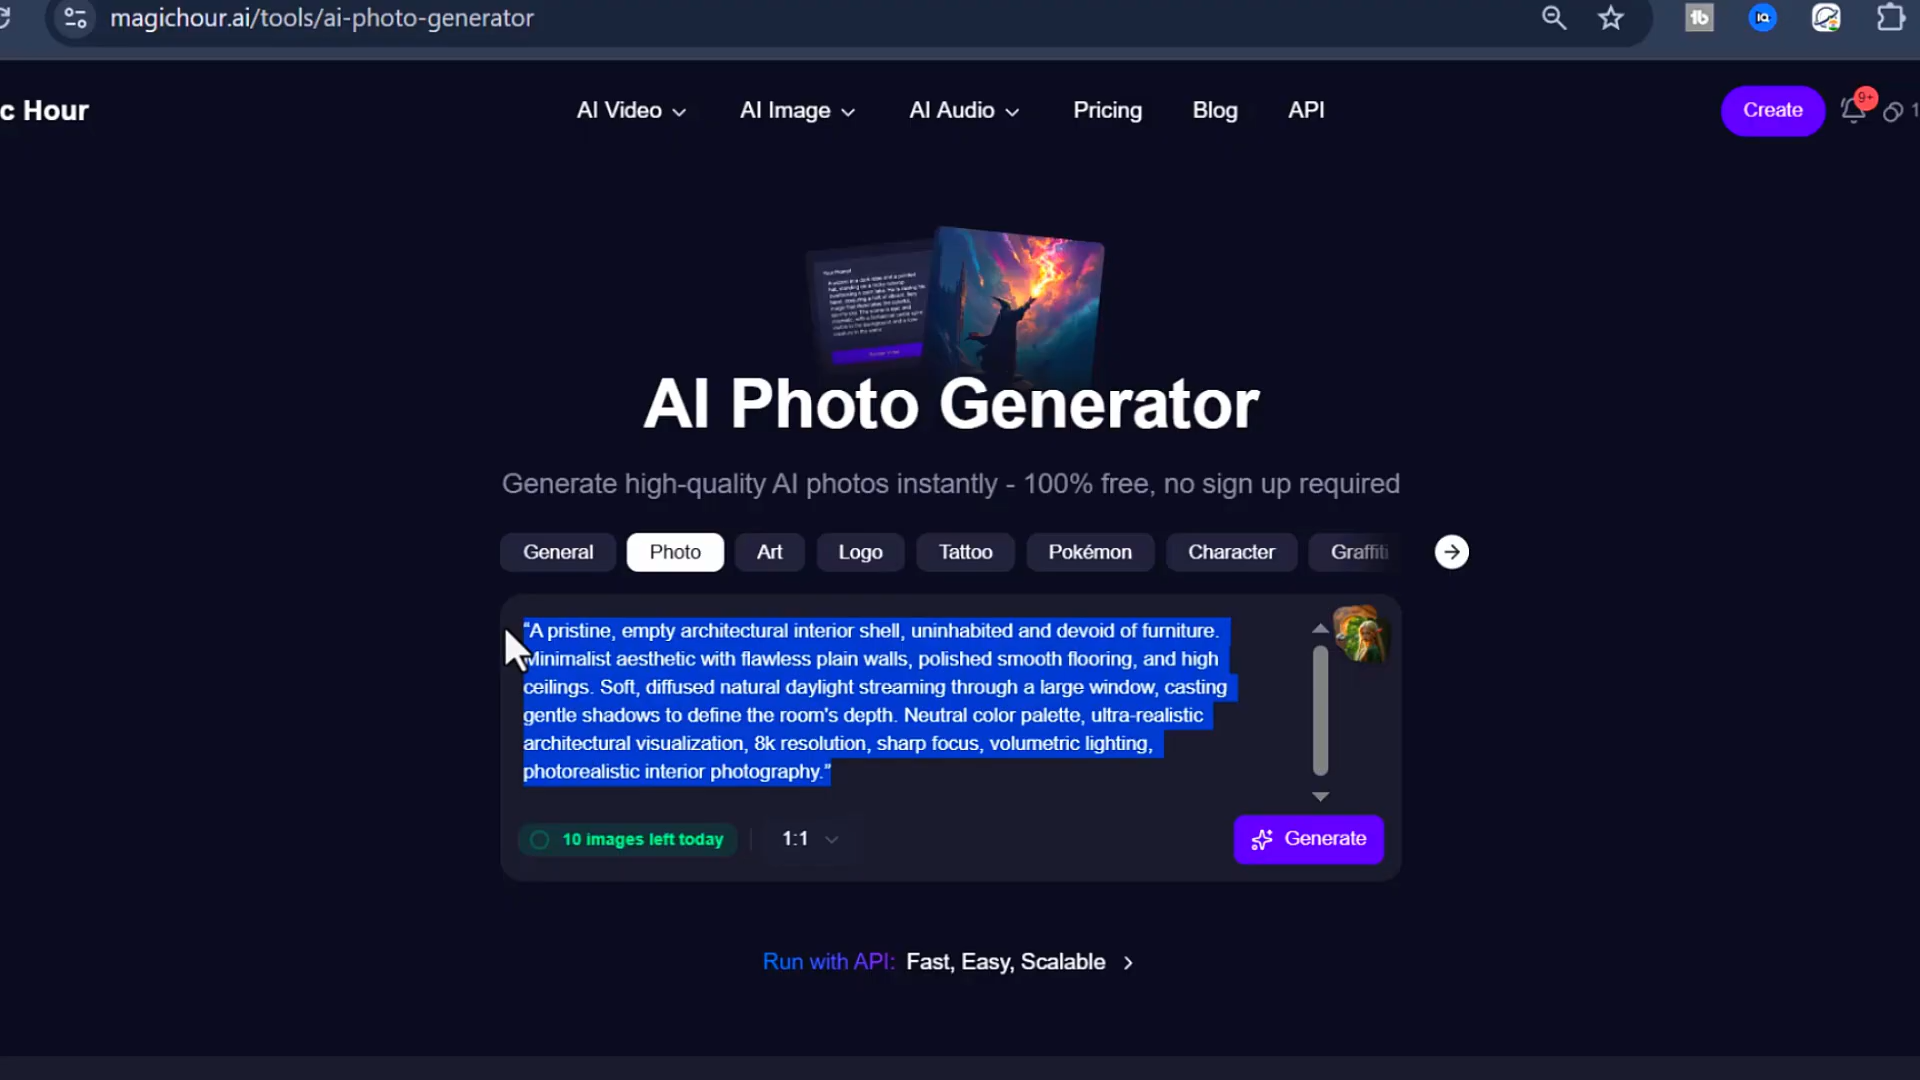 magichour.ai/tools/ai-photo-generator
c Hour
AI Video
AI Image
AI Audio
Pricing
Blog
API
Create
9+
1
AI Photo Generator
Generate high-quality AI photos instantly - 100% free, no sign up required
General
Photo
Art
Logo
Tattoo
Pokémon
Character
Graffiti
“A pristine, empty architectural interior shell, uninhabited and devoid of furniture.
Minimalist aesthetic with flawless plain walls, polished smooth flooring, and high
ceilings. Soft, diffused natural daylight streaming through a large window, casting
gentle shadows to define the room's depth. Neutral color palette, ultra-realistic
architectural visualization, 8k resolution, sharp focus, volumetric lighting,
photorealistic interior photography.”
10 images left today
1:1
Generate
Run with API: Fast, Easy, Scalable